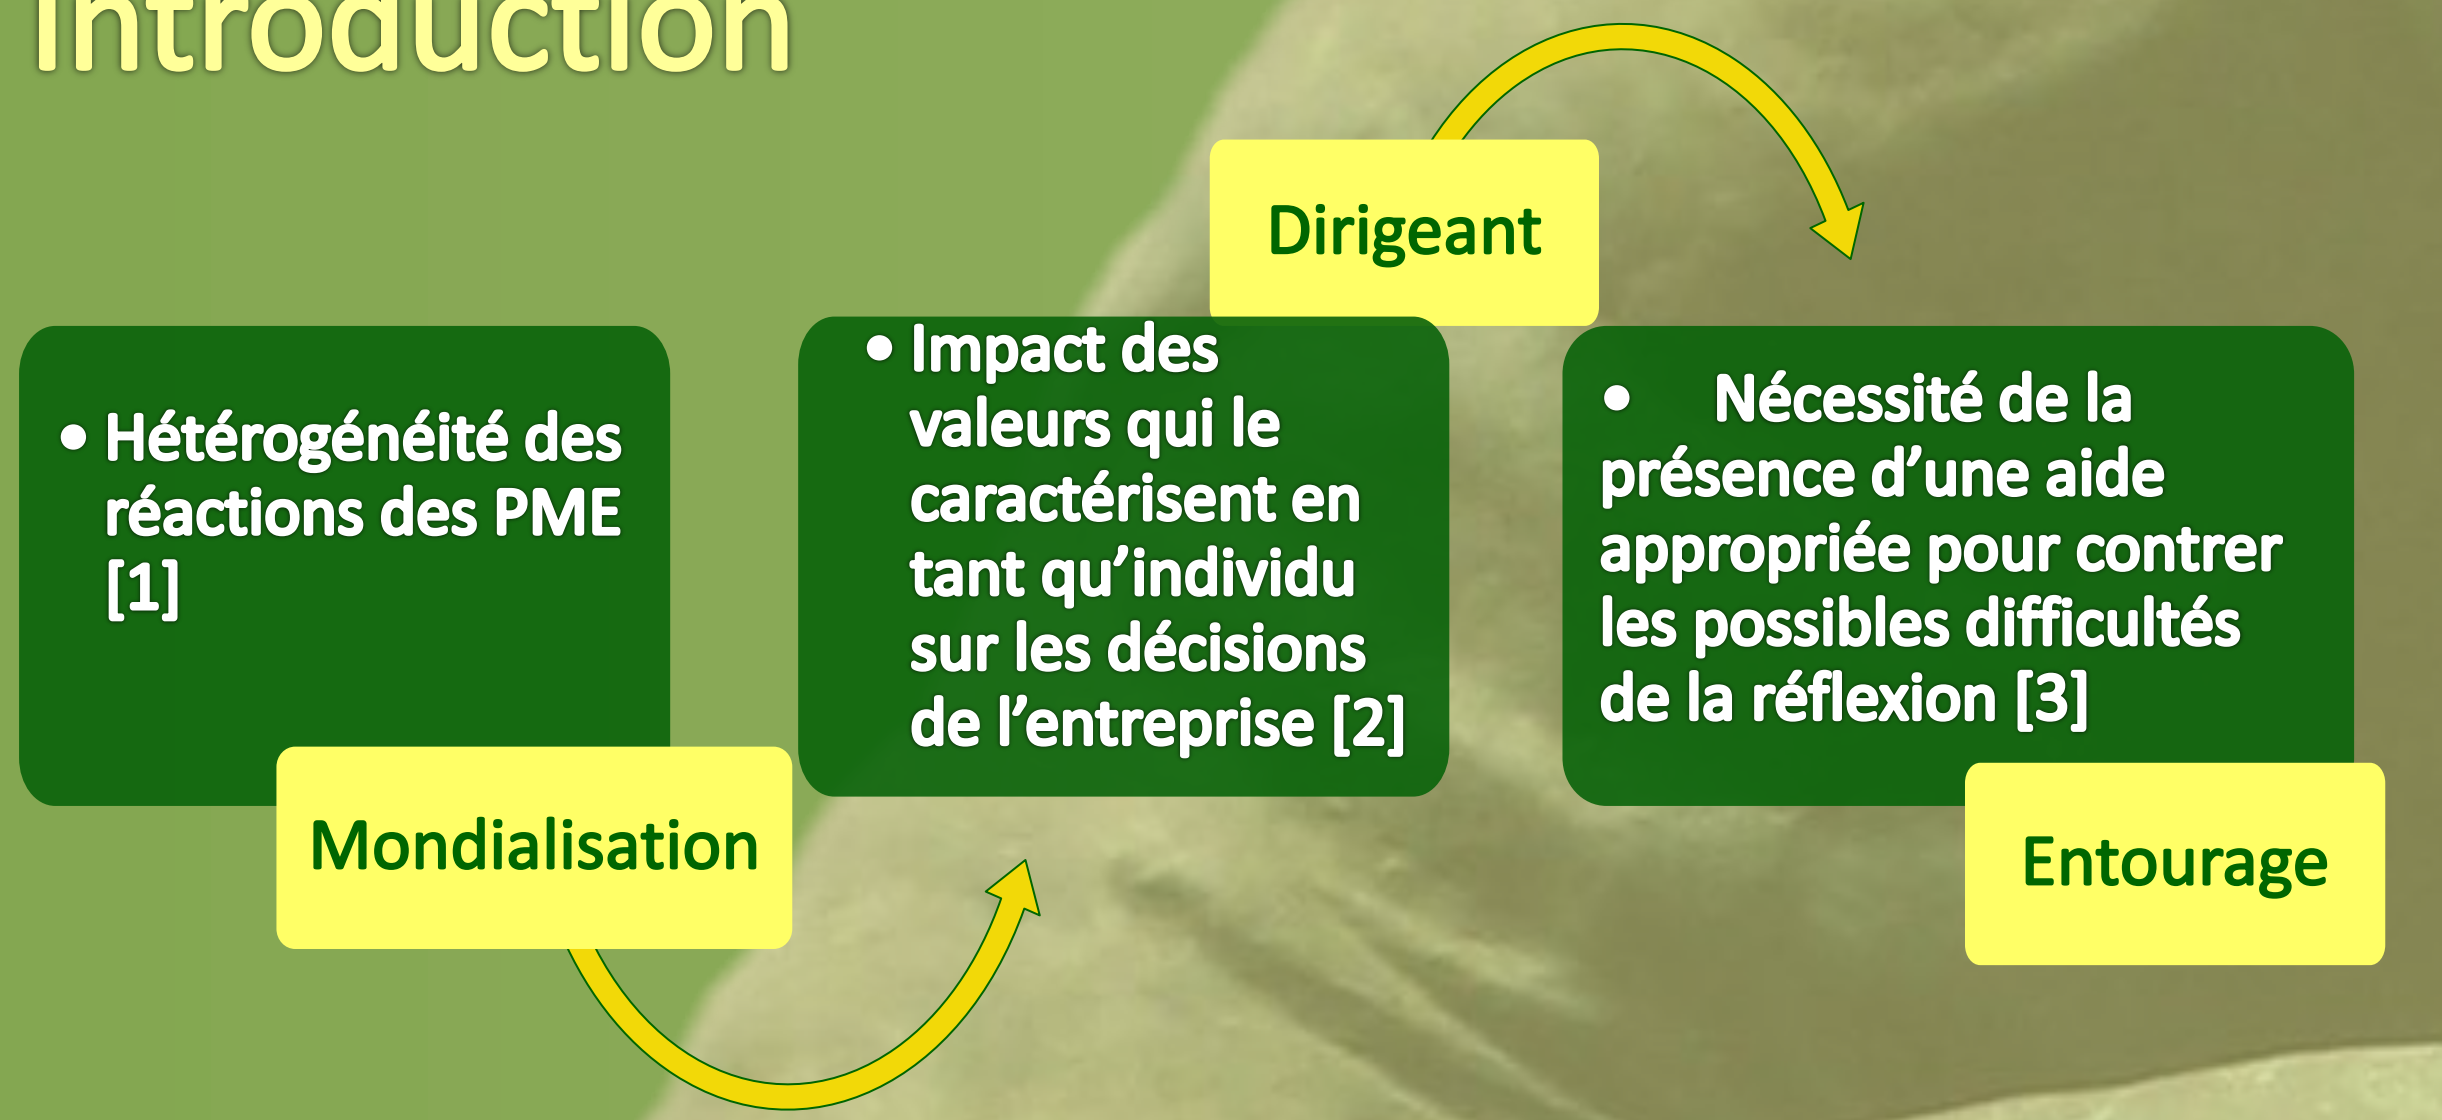 Introduction
• Hétérogénéité des
réactions des PME
[1]
Mondialisation
Dirigeant
• Impact des
valeurs qui le
caractérisent en
tant qu’individu
sur les décisions
de l’entreprise [2]
• Nécessité de la
présence d’une aide
appropriée pour contrer
les possibles difficultés
de la réflexion [3]
Entourage